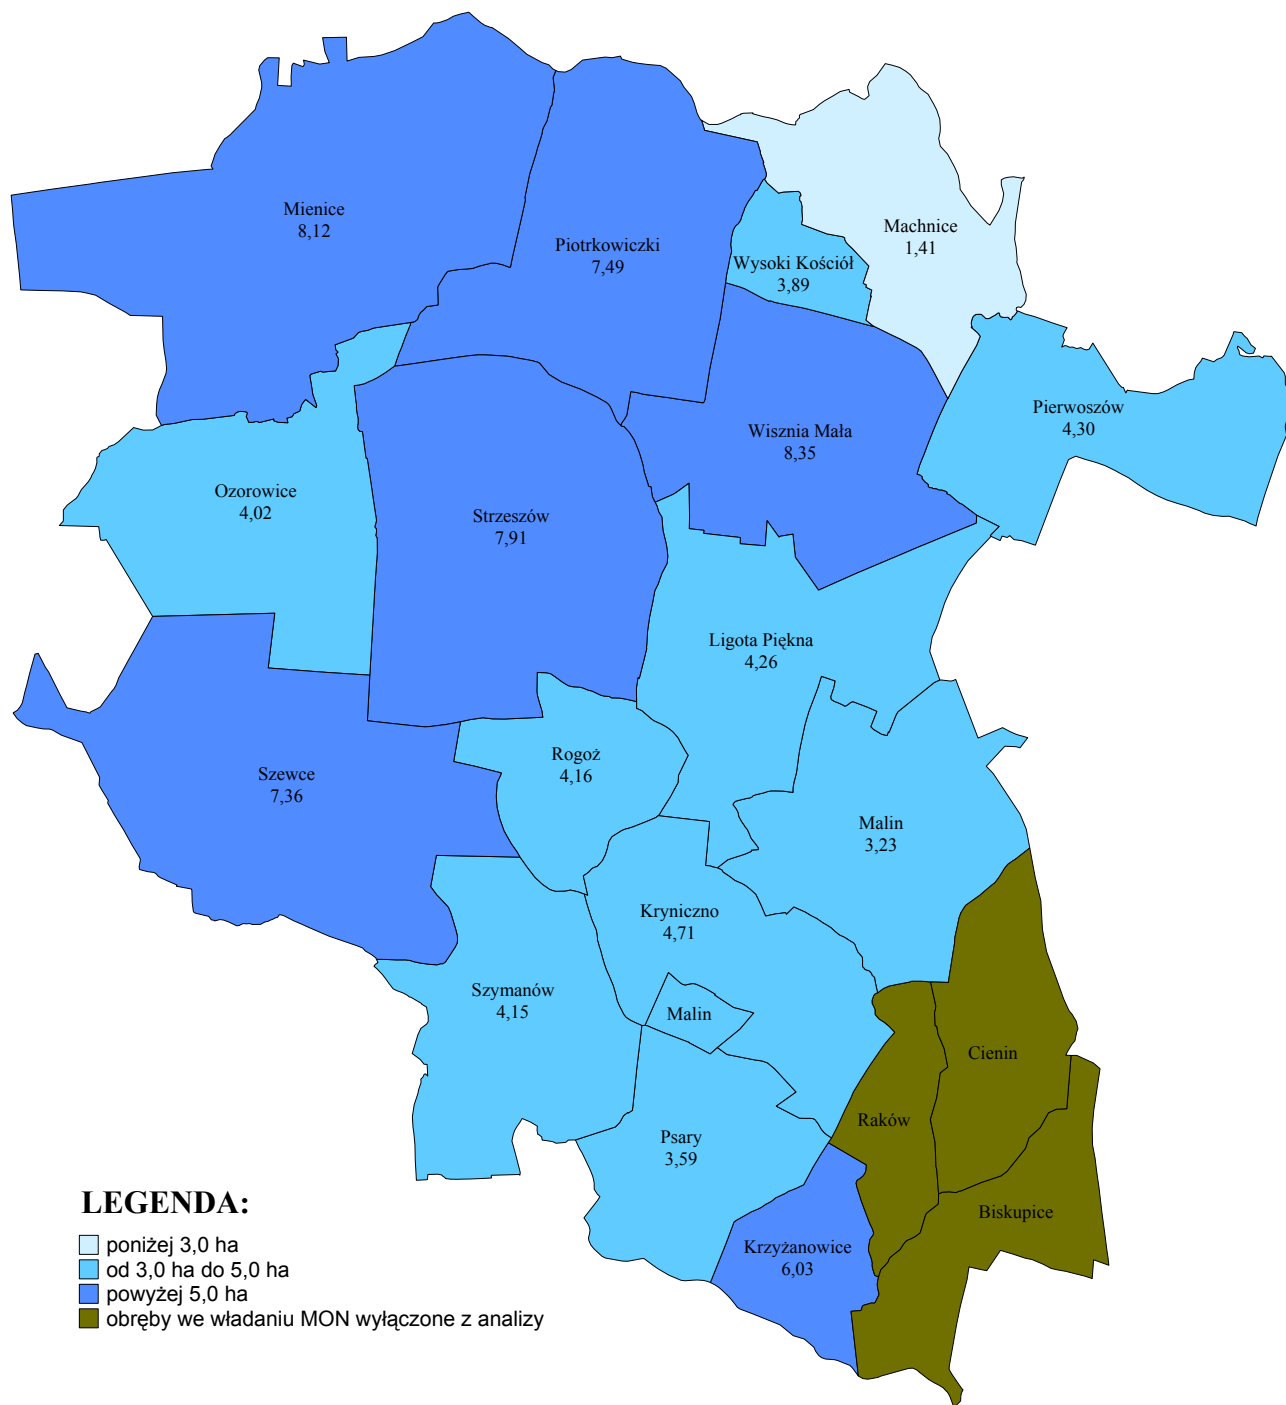 Mienice
8,12
Piotrkowiczki
7,49
Machnice
1,41
Wysoki Kościół
3,89
Pierwoszów
4,30
Wisznia Mała
8,35
Ozorowice
4,02
Strzeszów
7,91
Ligota Piękna
4,26
Rogoż
4,16
Szewce
7,36
Malin
3,23
Kryniczno
4,71
Szymanów
4,15
Malin
Cienin
Raków
Psary
3,59
Biskupice
Krzyżanowice
6,03
LEGENDA:
poniżej 3,0 ha
od 3,0 ha do 5,0 ha
powyżej 5,0 ha
obręby we władaniu MON wyłączone z analizy